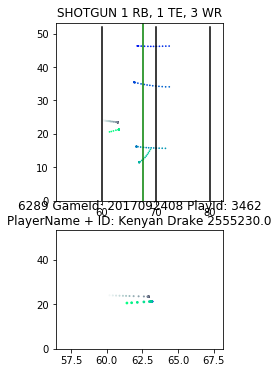 SHOTGUN 1 RB, 1 TE, 3 WR
50
40
30
20
10
0
60 70 80
6289 GameId: 2017092408 PlayId: 3462
PlayerName + ID: Kenyan Drake 2555230.0
40
20
0
57.5 60.0 62.5 65.0 67.5